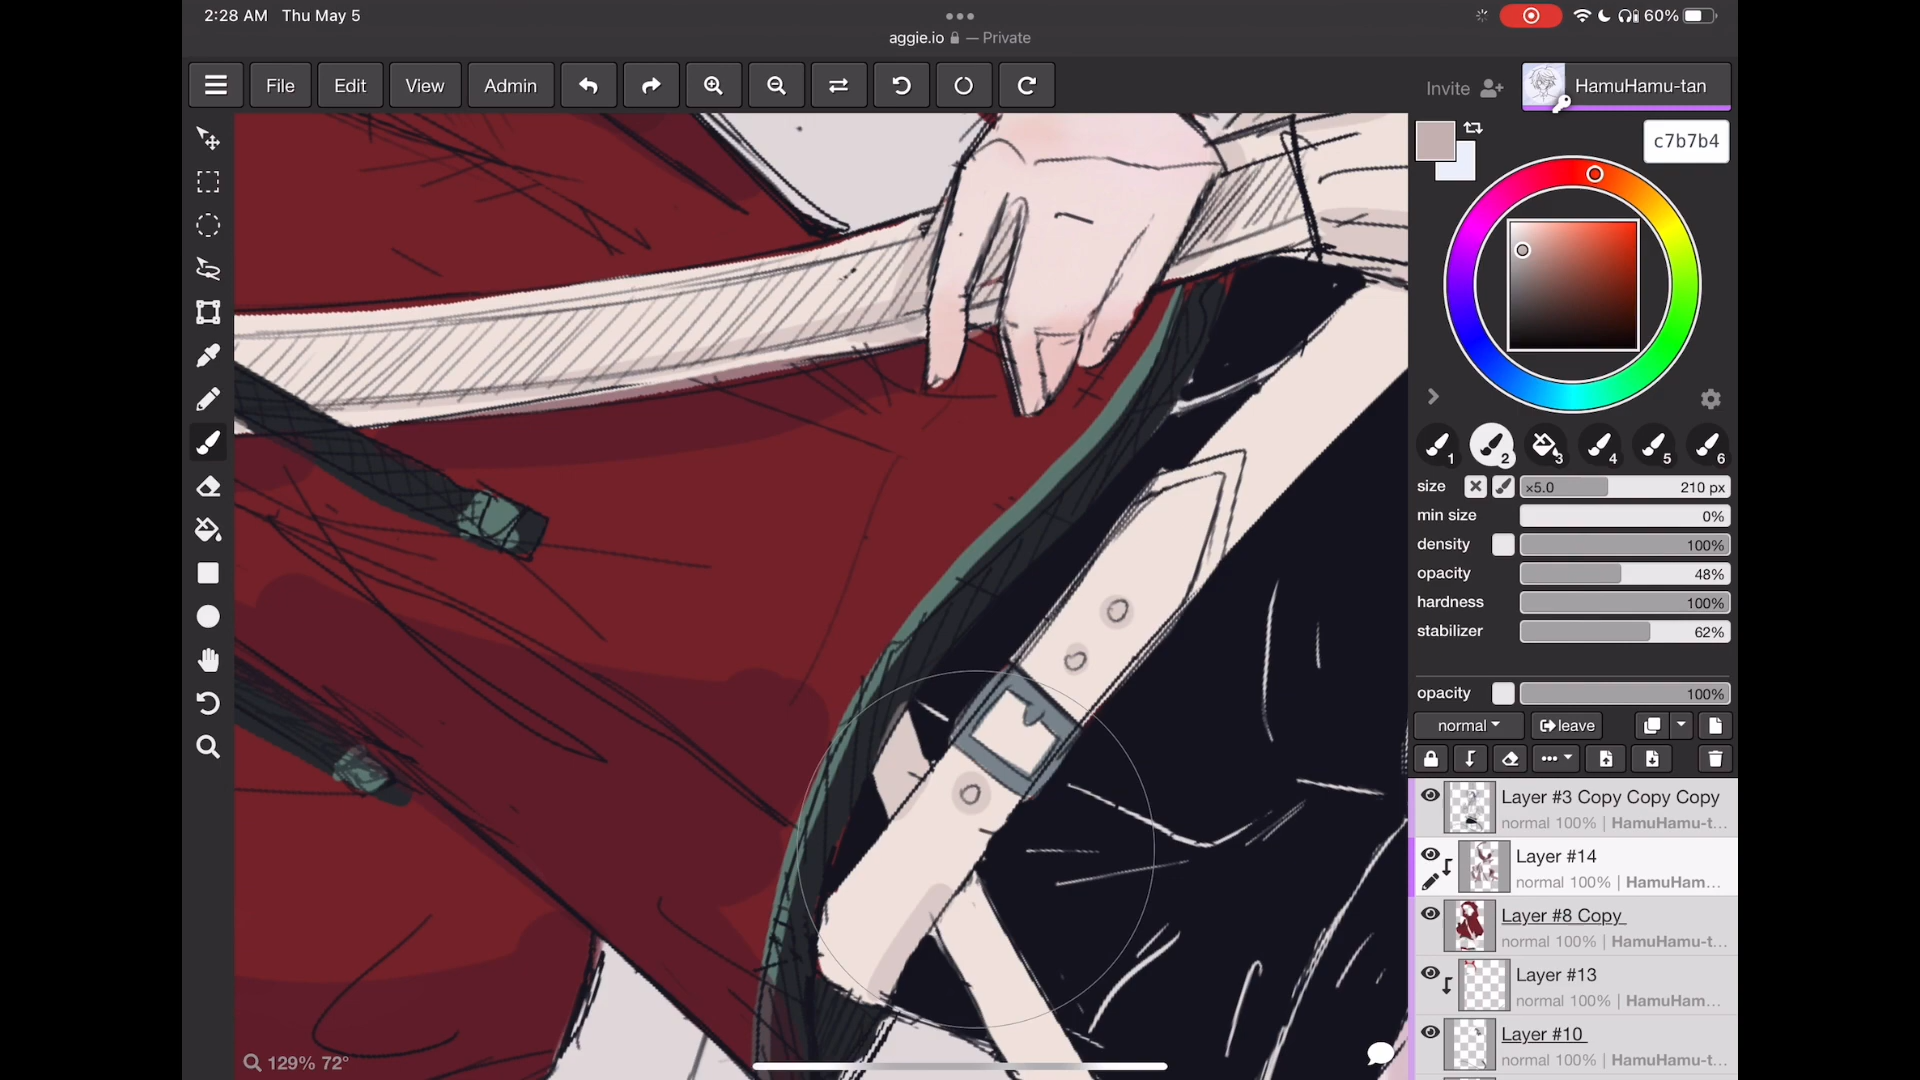 2:28 AM Thu May 5
60%
aggie.io — Private
File Edit View Admin
Invite HamuHamu-tan
c7b7b4
1 2 3 4 5 6
size ×5.0 210 px
min size 0%
density 100%
opacity 48%
hardness 100%
stabilizer 62%
opacity 100%
normal leave
Layer #3 Copy Copy Copy
normal 100% | HamuHamu-t...
Layer #14
normal 100% | HamuHam...
Layer #8 Copy
normal 100% | HamuHamu-t...
Layer #13
normal 100% | HamuHam...
Layer #10
normal 100% | HamuHamu-t...
129% 72°